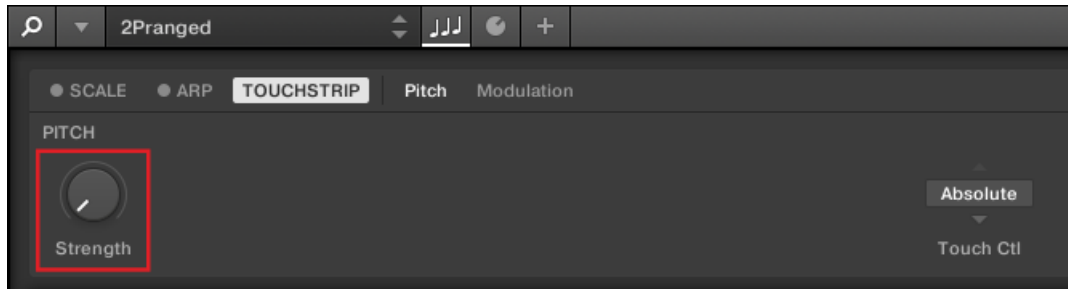 2Pranged
SCALE ARP TOUCHSTRIP Pitch Modulation
PITCH
Absolute
Strength Touch Ctl